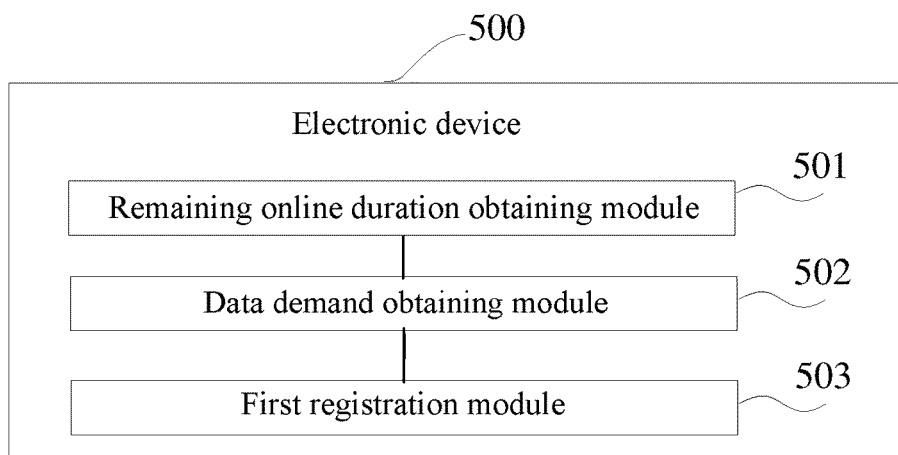 500
Electronic device
501
Remaining online duration obtaining module
502
Data demand obtaining module
503
First registration module